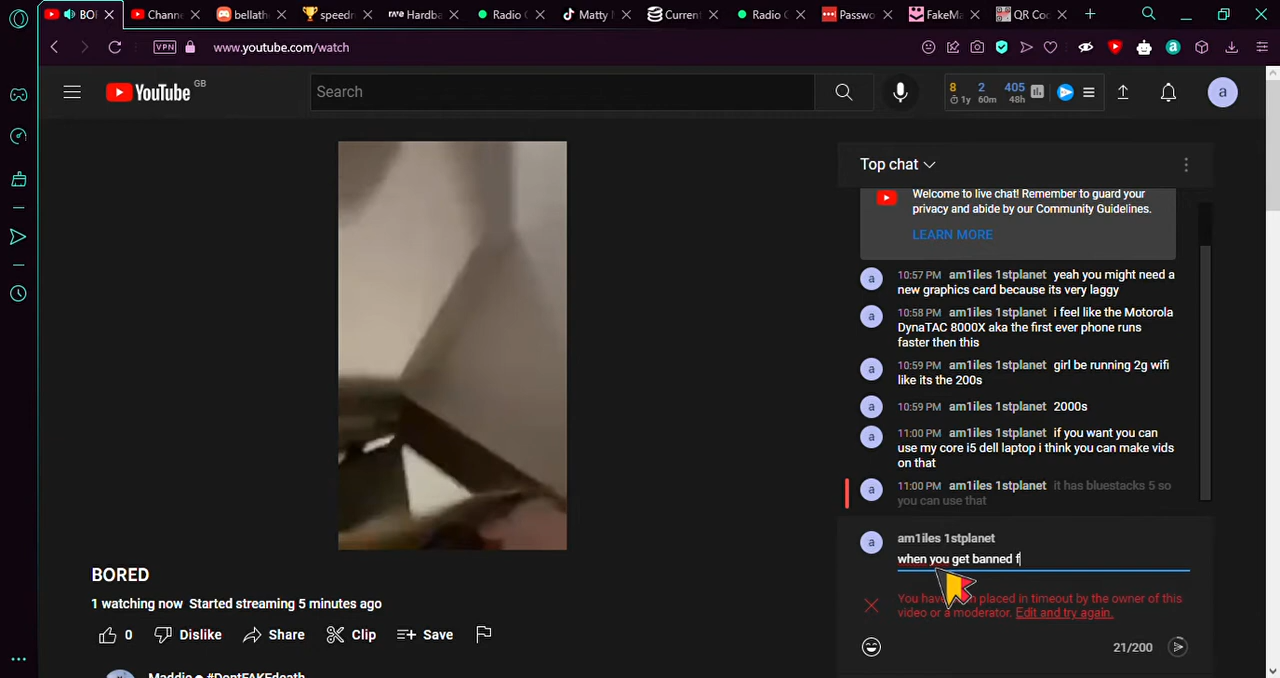 BO
Channe
bellath
speedr
rave Hardba
Radio
Matty
Current
Radio
Passwo
FakeMa
QR Co
VPN
www.youtube.com/watch
YouTube GB
Search
8 2 405
1y 60m 48h
a
Top chat
Welcome to live chat! Remember to guard your
privacy and abide by our Community Guidelines.
LEARN MORE
a
10:57 PM am1iles 1stplanet yeah you might need a
new graphics card because its very laggy
a
10:58 PM am1iles 1stplanet i feel like the Motorola
DynaTAC 8000X aka the first ever phone runs
faster then this
a
10:59 PM am1iles 1stplanet girl be running 2g wifi
like its the 200s
a
10:59 PM am1iles 1stplanet 2000s
a
11:00 PM am1iles 1stplanet if you want you can
use my core i5 dell laptop i think you can make vids
on that
a
11:00 PM am1iles 1stplanet it has bluestacks 5 so
you can use that
a
am1iles 1stplanet
when you get banned f
You have placed in timeout by the owner of this
video or a moderator. Edit and try again.
21/200
BORED
1 watching now Started streaming 5 minutes ago
0
Dislike
Share
Clip
Save
Maddie #DontFAKEdeath